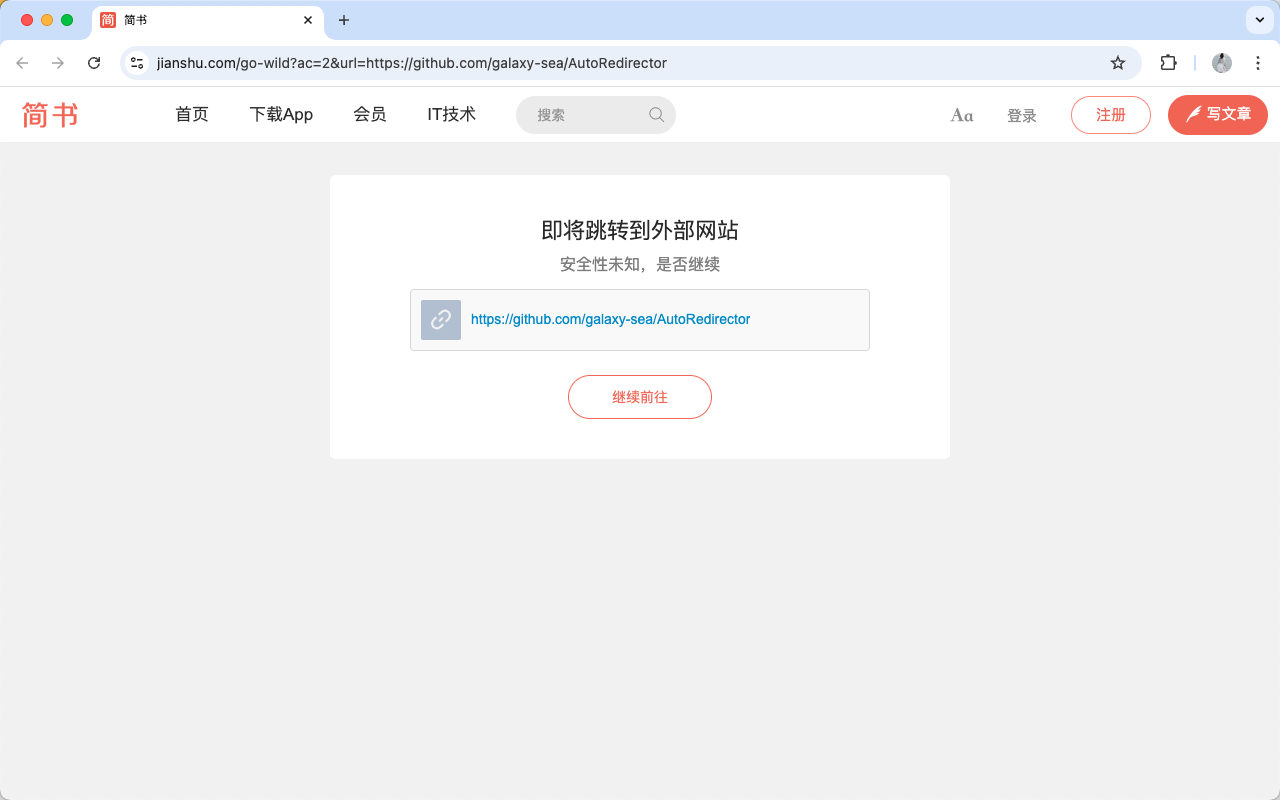 简书
jianshu.com/go-wild?ac=2&url=https://github.com/galaxy-sea/AutoRedirector
简书
首页
下载App
会员
IT技术
搜索
Aa
登录
注册
写文章
即将跳转到外部网站
安全性未知，是否继续
https://github.com/galaxy-sea/AutoRedirector
继续前往